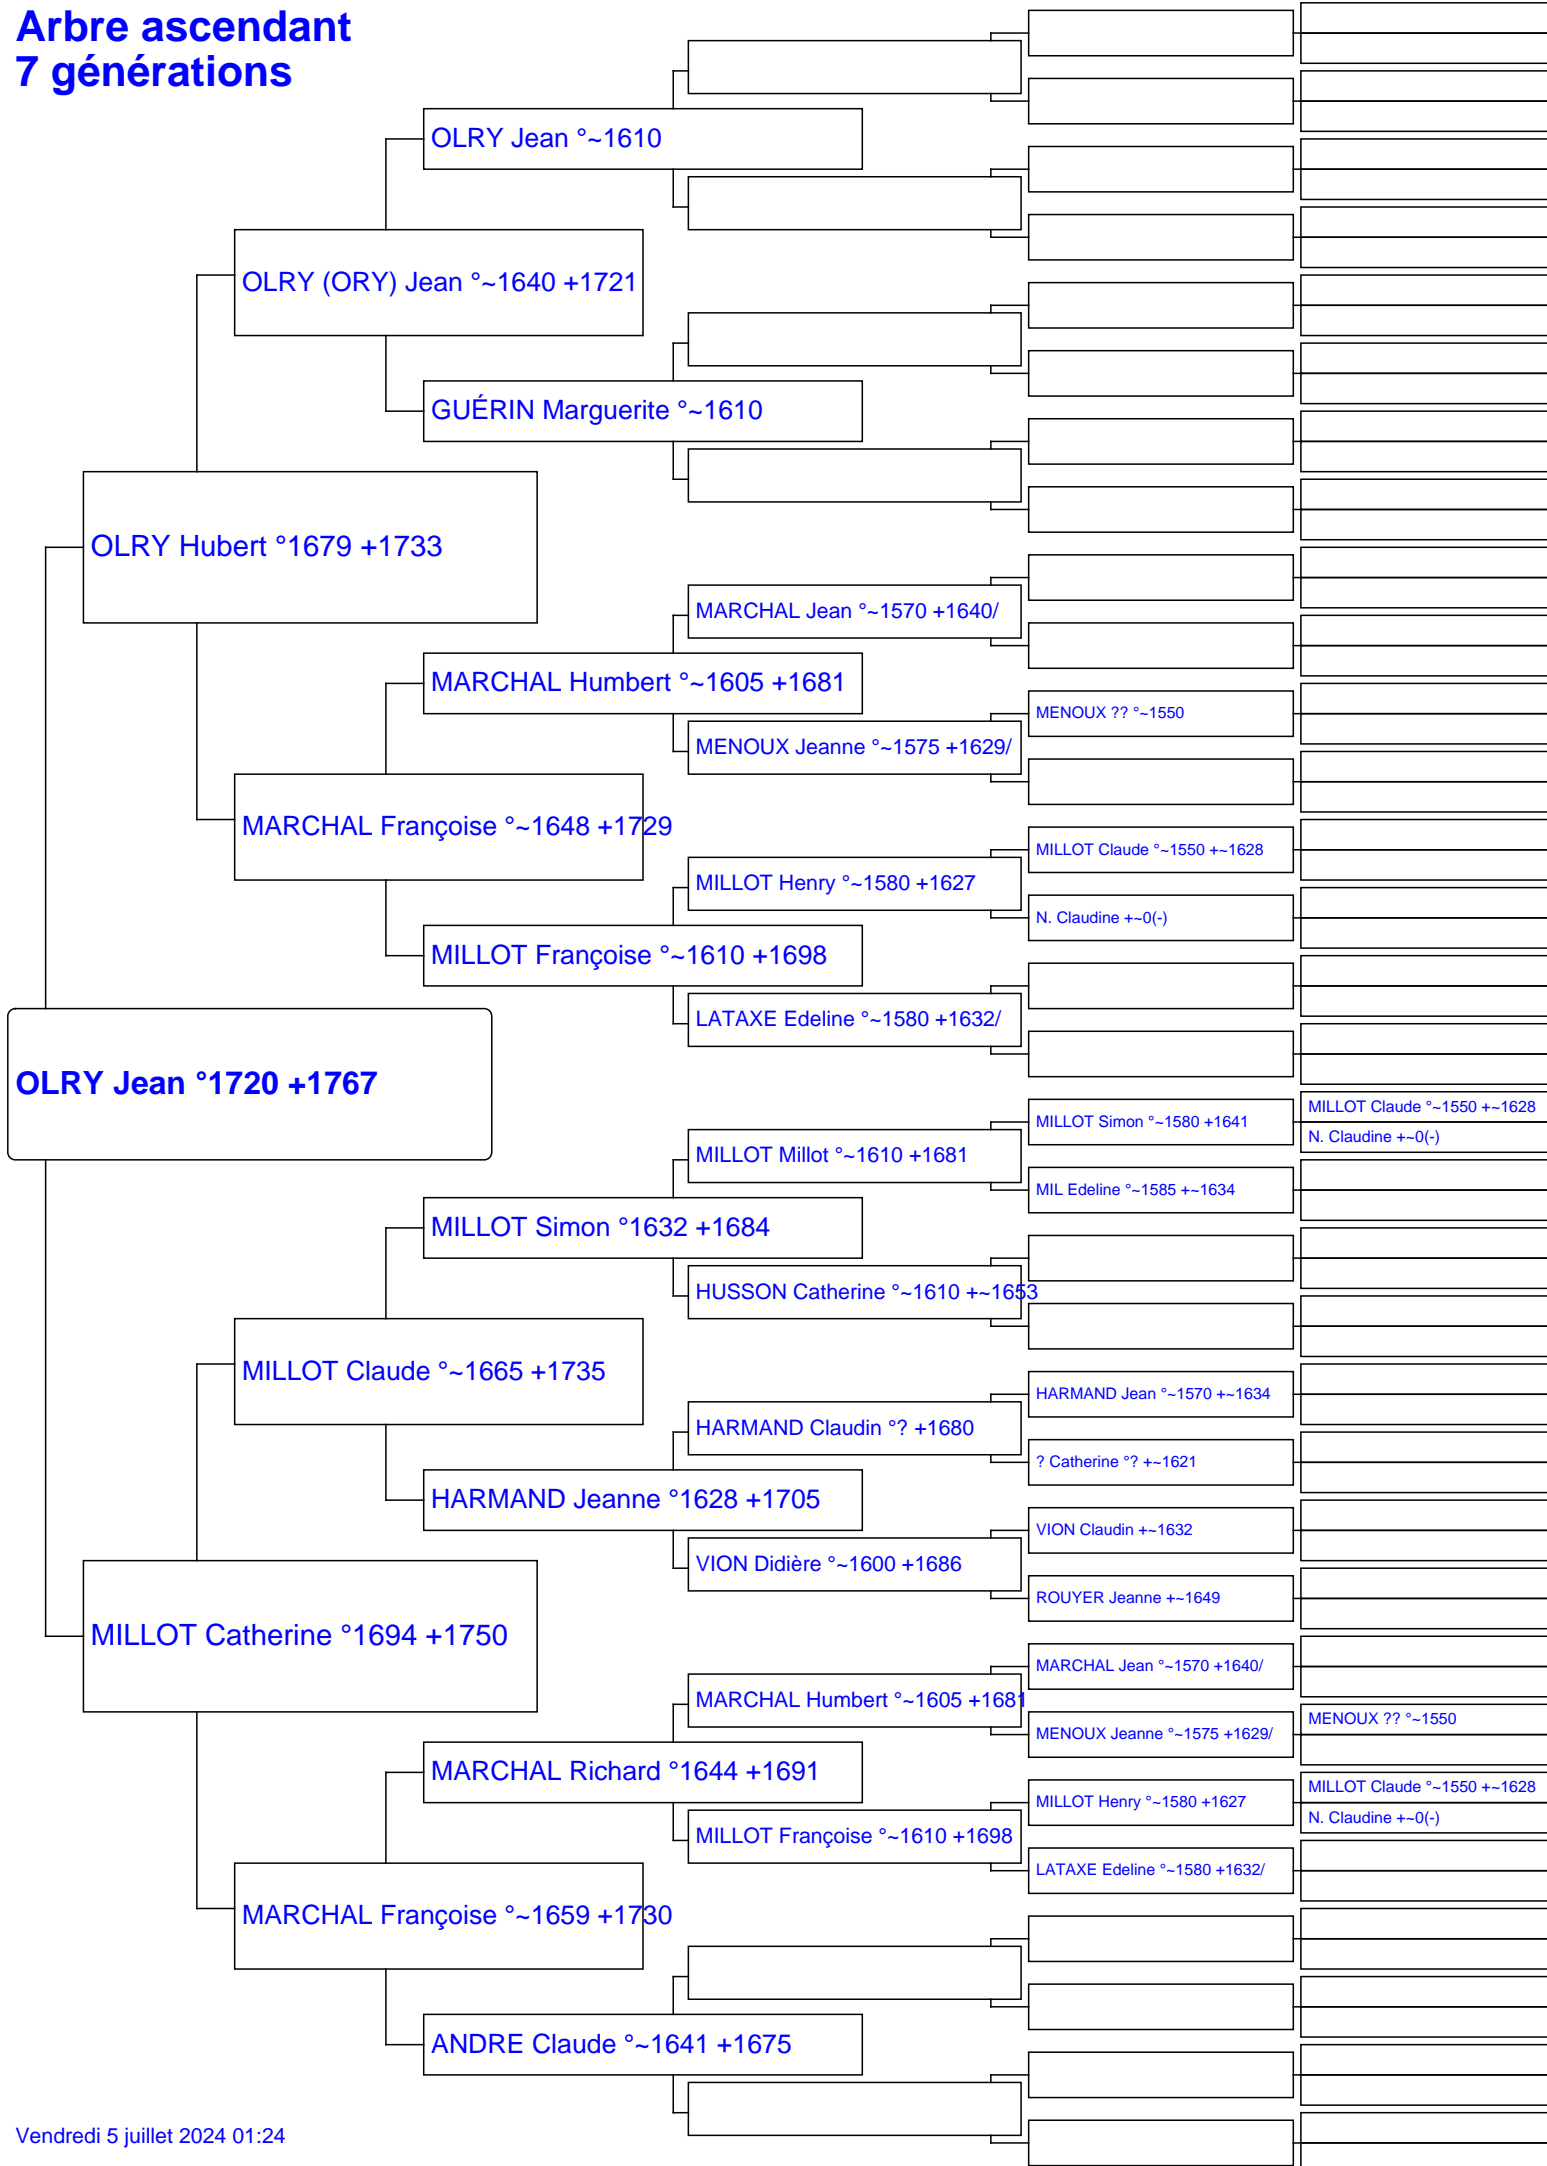 Arbre ascendant
7 générations
OLRY Jean °~1610
OLRY (ORY) Jean °~1640 +1721
GUÉRIN Marguerite °~1610
OLRY Hubert °1679 +1733
MARCHAL Jean °~1570 +1640/
MARCHAL Humbert °~1605 +1681
MENOUX ?? °~1550
MENOUX Jeanne °~1575 +1629/
MARCHAL Françoise °~1648 +1729
MILLOT Claude °~1550 +~1628
MILLOT Henry °~1580 +1627
N. Claudine +~0(-)
MILLOT Françoise °~1610 +1698
LATAXE Edeline °~1580 +1632/
OLRY Jean °1720 +1767
MILLOT Claude °~1550 +~1628
MILLOT Simon °~1580 +1641
N. Claudine +~0(-)
MILLOT Millot °~1610 +1681
MIL Edeline °~1585 +~1634
MILLOT Simon °1632 +1684
HUSSON Catherine °~1610 +~1653
MILLOT Claude °~1665 +1735
HARMAND Jean °~1570 +~1634
HARMAND Claudin °? +1680
? Catherine °? +~1621
HARMAND Jeanne °1628 +1705
VION Claudin +~1632
VION Didière °~1600 +1686
ROUYER Jeanne +~1649
MILLOT Catherine °1694 +1750
MARCHAL Jean °~1570 +1640/
MARCHAL Humbert °~1605 +1681
MENOUX ?? °~1550
MENOUX Jeanne °~1575 +1629/
MARCHAL Richard °1644 +1691
MILLOT Claude °~1550 +~1628
MILLOT Henry °~1580 +1627
N. Claudine +~0(-)
MILLOT Françoise °~1610 +1698
LATAXE Edeline °~1580 +1632/
MARCHAL Françoise °~1659 +1730
ANDRE Claude °~1641 +1675
Vendredi 5 juillet 2024 01:24